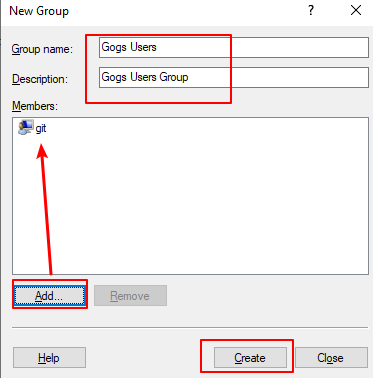 New Group
?
Group name: Gogs Users
Description: Gogs Users Group
Members:
git
Add... Remove
Help Create Close